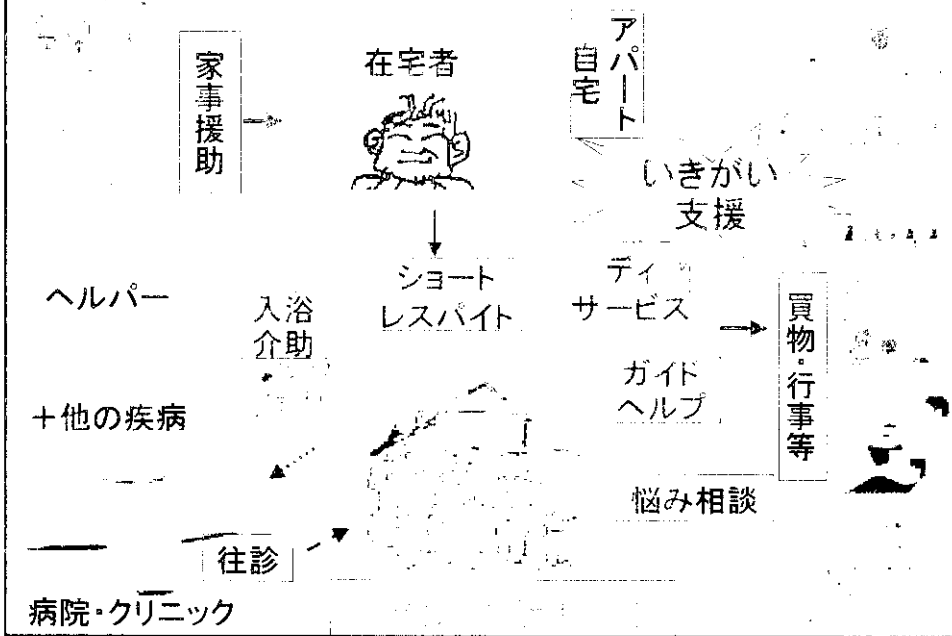 家事援助
在宅者
アパート
自宅
いきがい
支援
ショート
レスパイト
ディ
サービス
ヘルパー
入浴
介助
買物・行事等
ガイド
ヘルプ
+他の疾病
悩み相談
往診
病院・クリニック